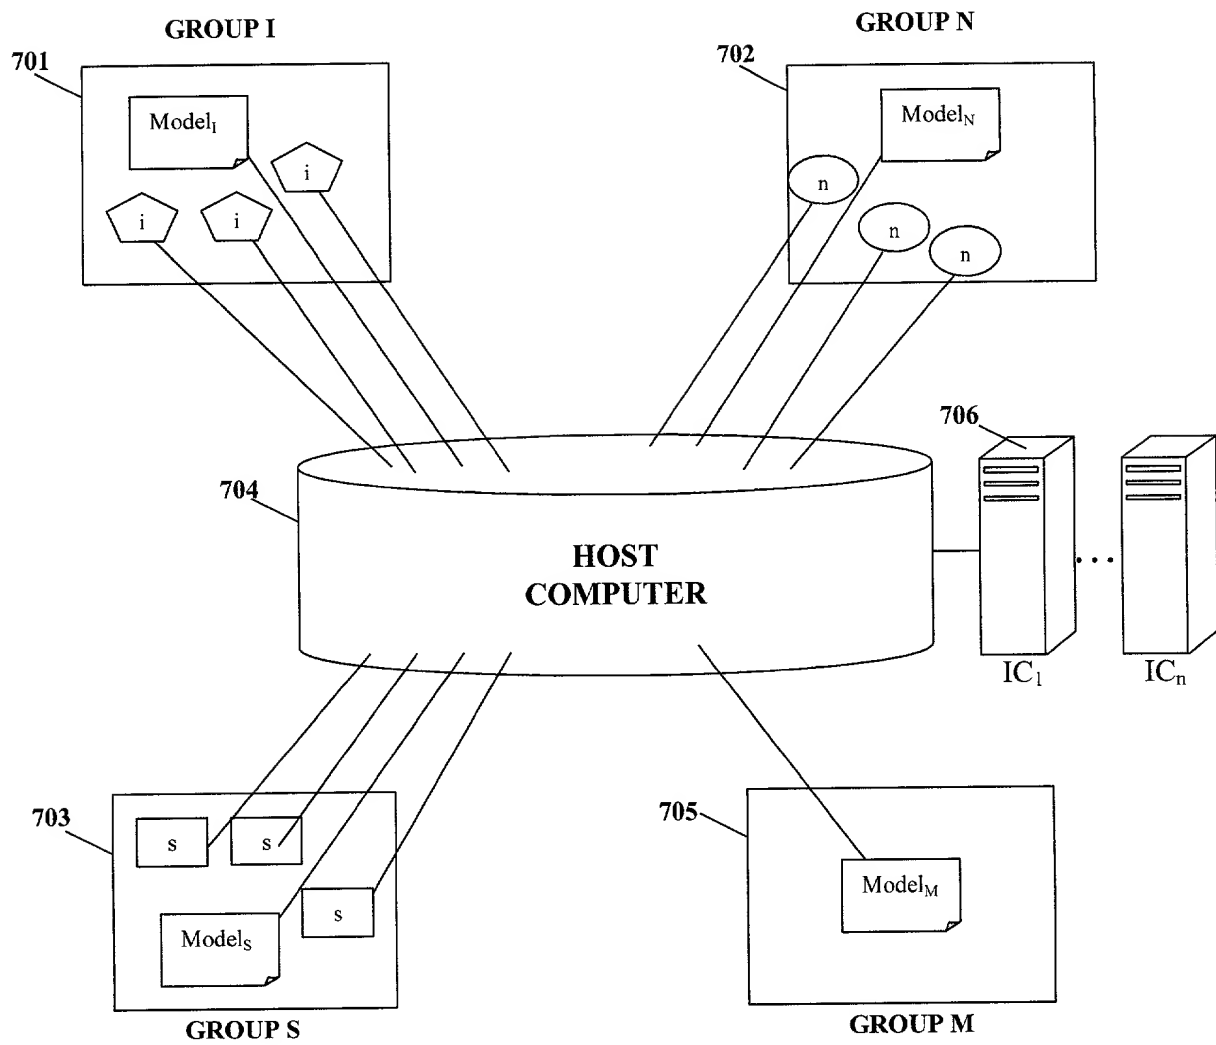 GROUP I
GROUP N
701
702
Model_I
Model_N
i
n
i
i
n
n
706
704
HOST
COMPUTER
...
IC_1
IC_n
703
705
s
s
s
Model_M
Model_S
GROUP S
GROUP M